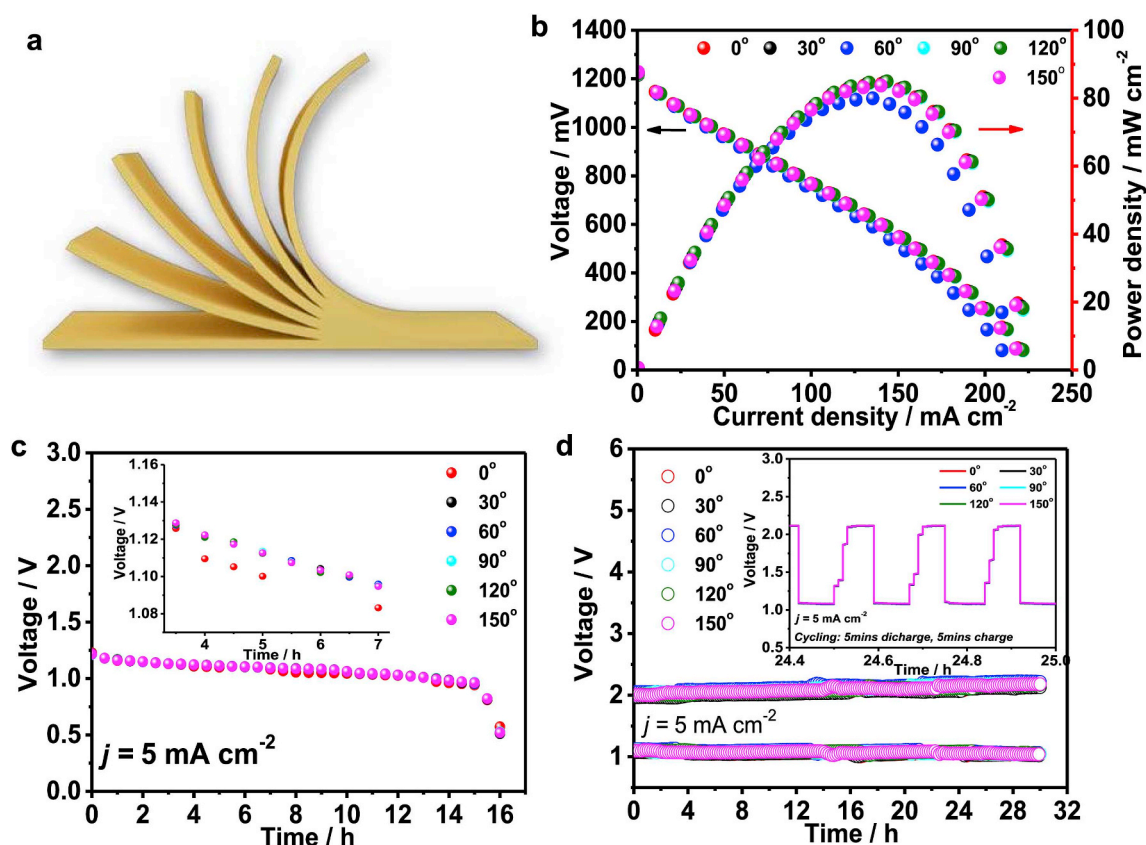 a
b
0° 30° 60° 90° 120°
150°
1400
1200
1000
800
600
400
200
0
Voltage / mV
100
80
60
40
20
0
Power density / mW cm⁻²
0 50 100 150 200 250
Current density / mA cm⁻²
c
3.0
2.5
2.0
1.5
1.0
0.5
0.0
Voltage / V
1.16
1.14
1.12
1.10
1.08
Voltage / V
4 5 6 7
Time / h
0°
30°
60°
90°
120°
150°
j = 5 mA cm⁻²
0 2 4 6 8 10 12 14 16
Time / h
d
6
5
4
3
2
1
Voltage / V
0°
30°
60°
90°
120°
150°
3.0
2.5
2.0
1.5
1.0
0.5
Voltage / V
0° 30°
60° 90°
120° 150°
j = 5 mA cm⁻²
Cycling: 5mins dicharge, 5mins charge
24.4 24.6 24.8 25.0
Time / h
j = 5 mA cm⁻²
0 4 8 12 16 20 24 28 32
Time / h